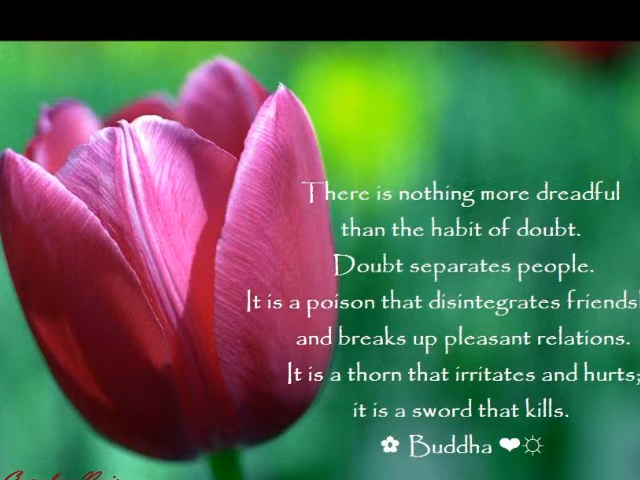 There is nothing more dreadful
than the habit of doubt.
Doubt separates people.
It is a poison that disintegrates
and breaks up pleasant relations.
It is a thorn that irritates and hurts;
it is a sword that kills.
✿ Buddha ❤☼